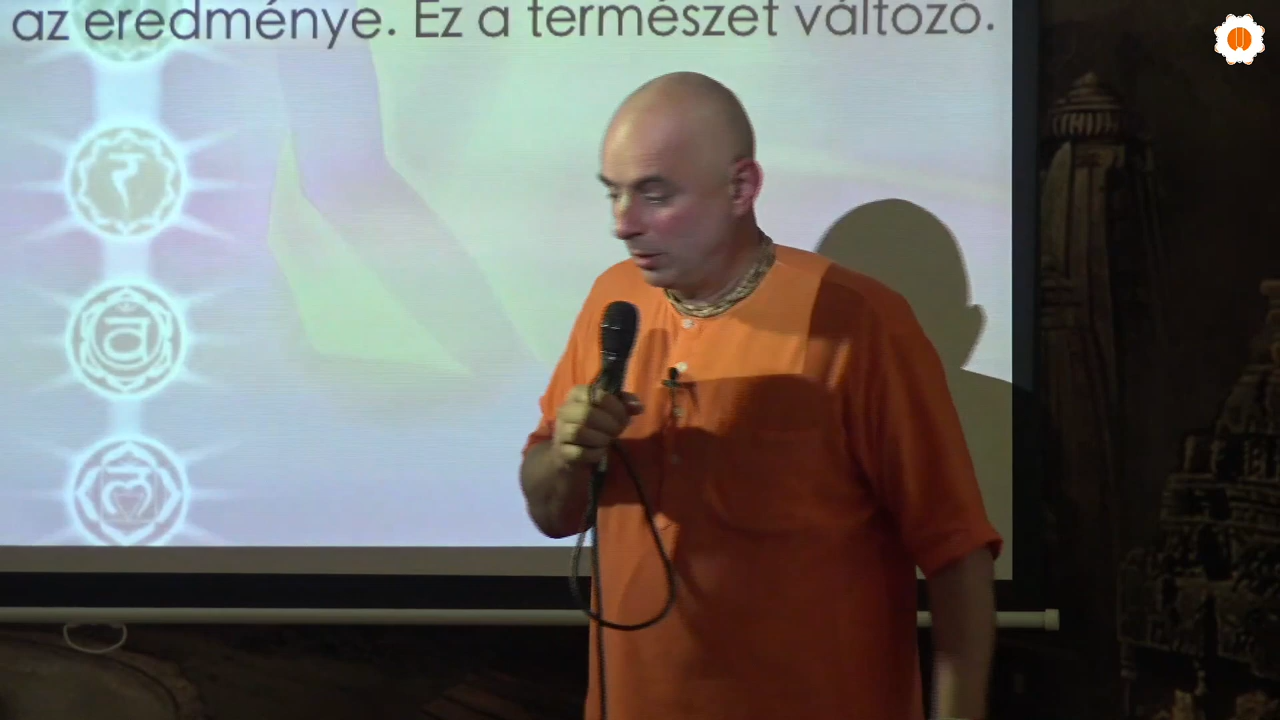 az eredménye. Ez a természet változó.
र
वं
लं